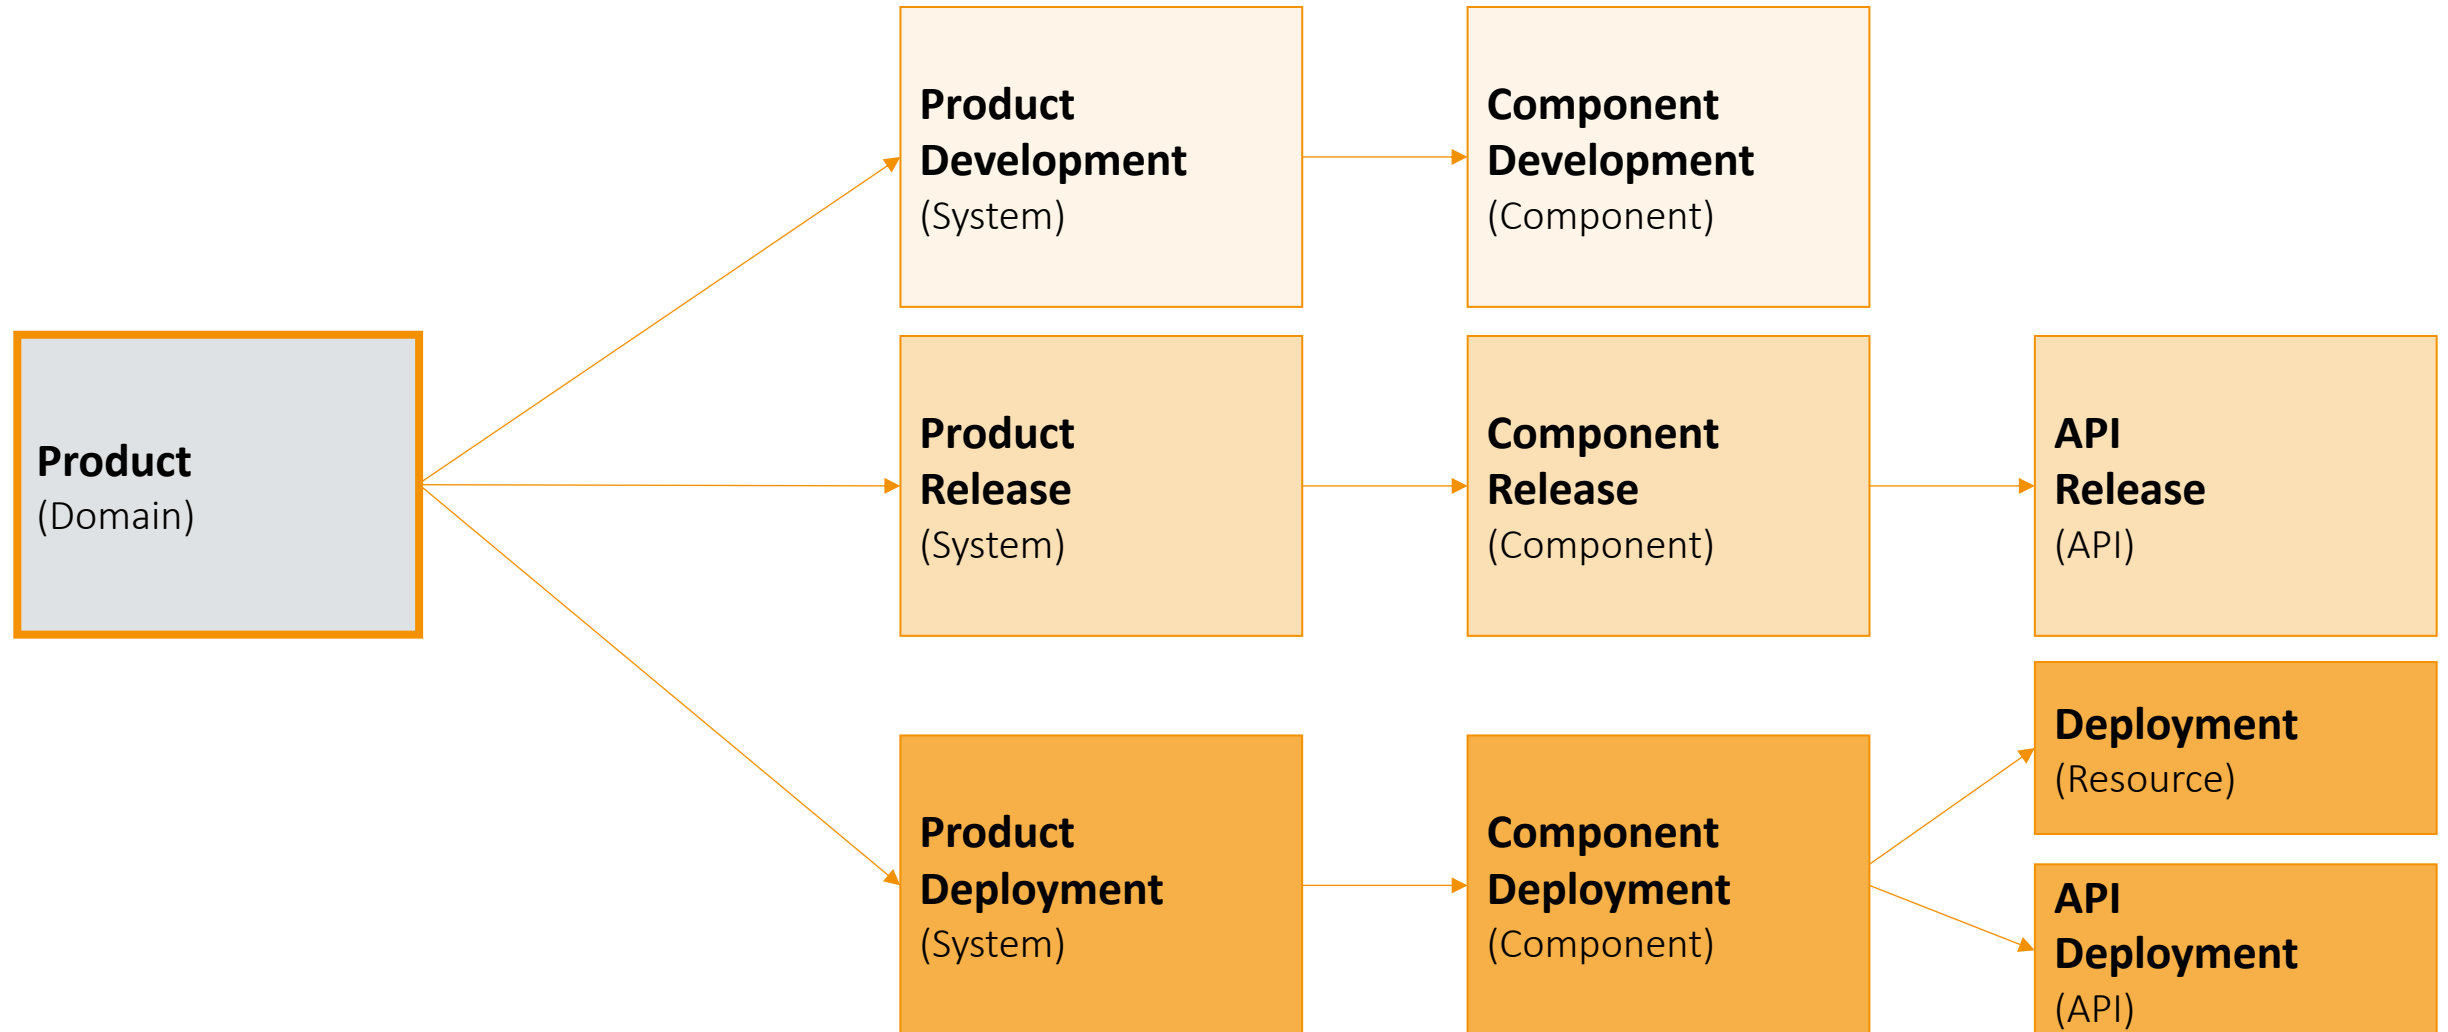 Product
(Domain)
Product
Development
(System)
Component
Development
(Component)
Product
Release
(System)
Component
Release
(Component)
API
Release
(API)
Product
Deployment
(System)
Component
Deployment
(Component)
Deployment
(Resource)
API
Deployment
(API)